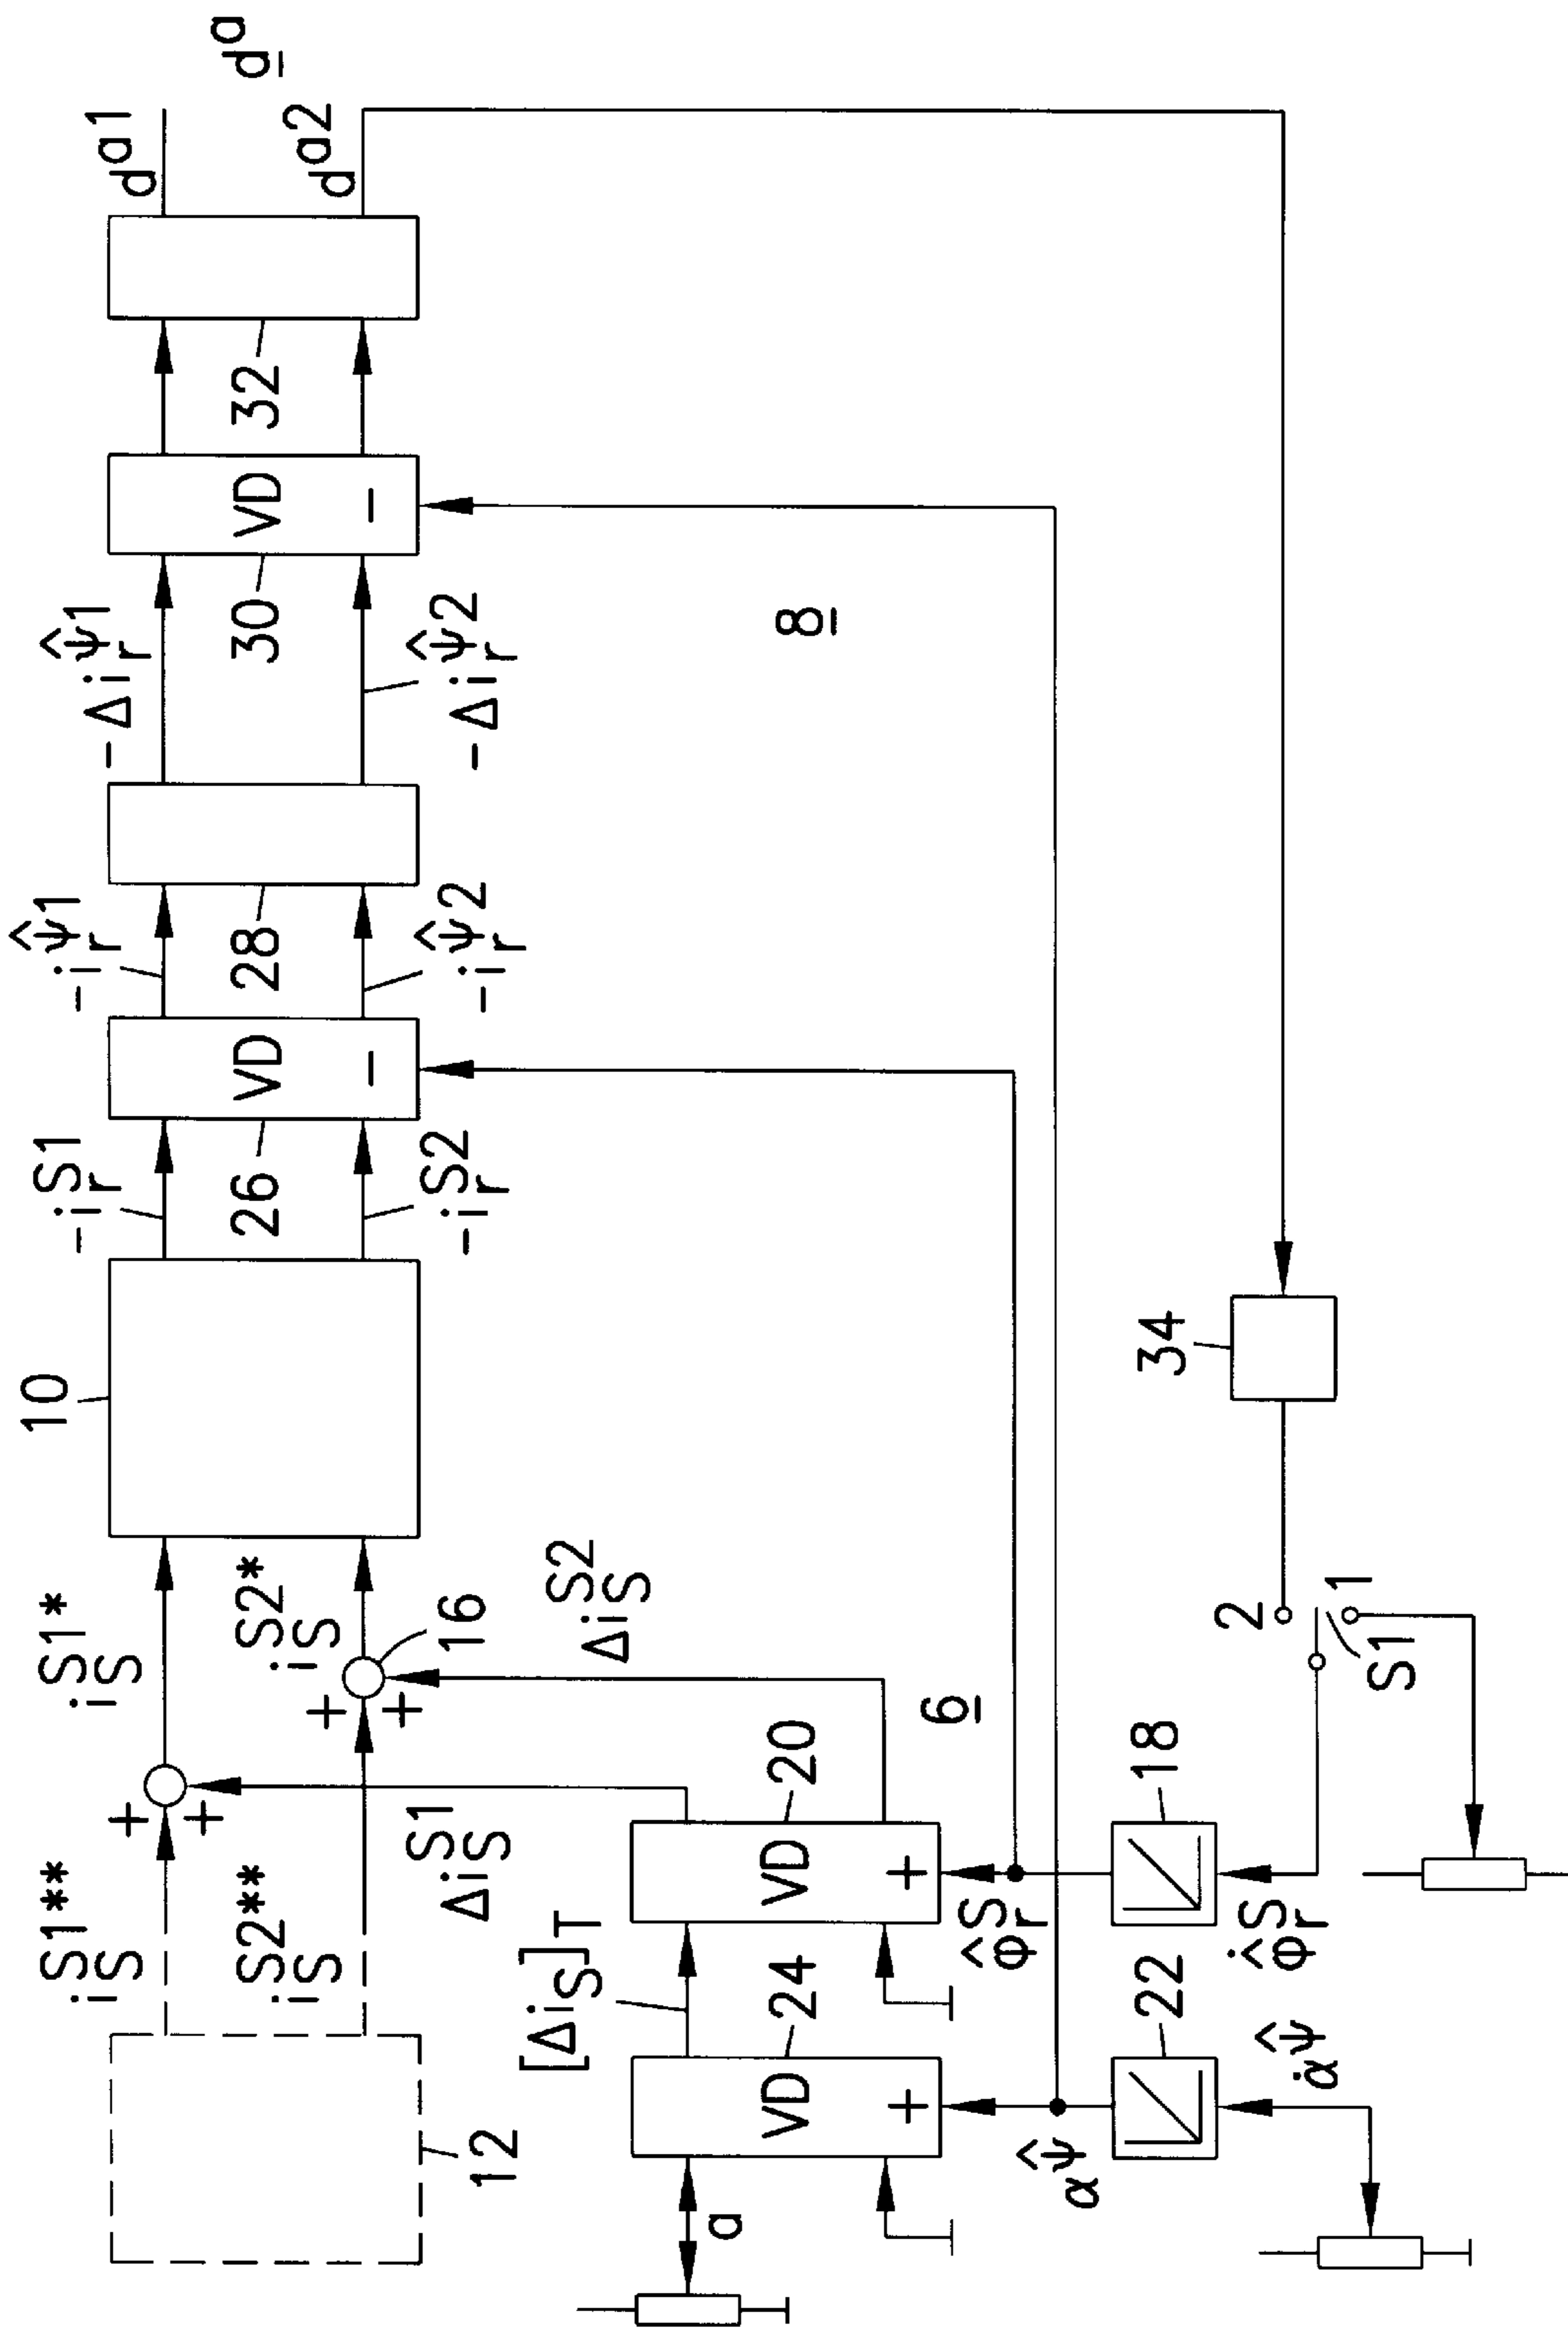 i_S^{S1**}
i_S^{S1*}
10
-i_r^{S1}
-i_r^{ψ̂1}
-Δi_r^{ψ̂1}
d^{a1}
+
+
i_S^{S2**}
i_S^{S2*}
26
VD
28
30
VD
32
d^a
12
+
+
16
-i_r^{S2}
-
-i_r^{ψ̂2}
-Δi_r^{ψ̂2}
-
d^{a2}
Δi_S^{S1}
Δi_S^{S2}
[Δi_S]_T
a
VD
24
VD
20
8
+
+
6
α^{ψ̂}
φ̂_r^S
22
18
34
α̇^{ψ̂}
φ̂̇_r^S
2
S1
1